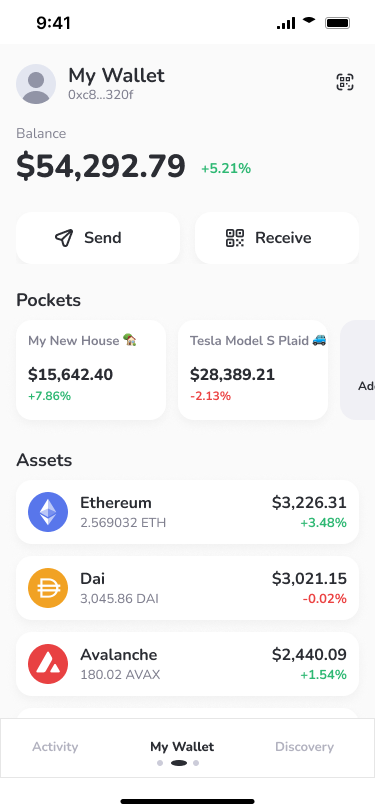 9:41
My Wallet
0xc8...320f
Balance
$54,292.79 +5.21%
Send
Receive
Pockets
My New House 🏡
$15,642.40
+7.86%
Tesla Model S Plaid 🚙
$28,389.21
-2.13%
Assets
Ethereum $3,226.31
2.569032 ETH +3.48%
Dai $3,021.15
3,045.86 DAI -0.02%
Avalanche $2,440.09
180.02 AVAX +1.54%
Activity My Wallet Discovery